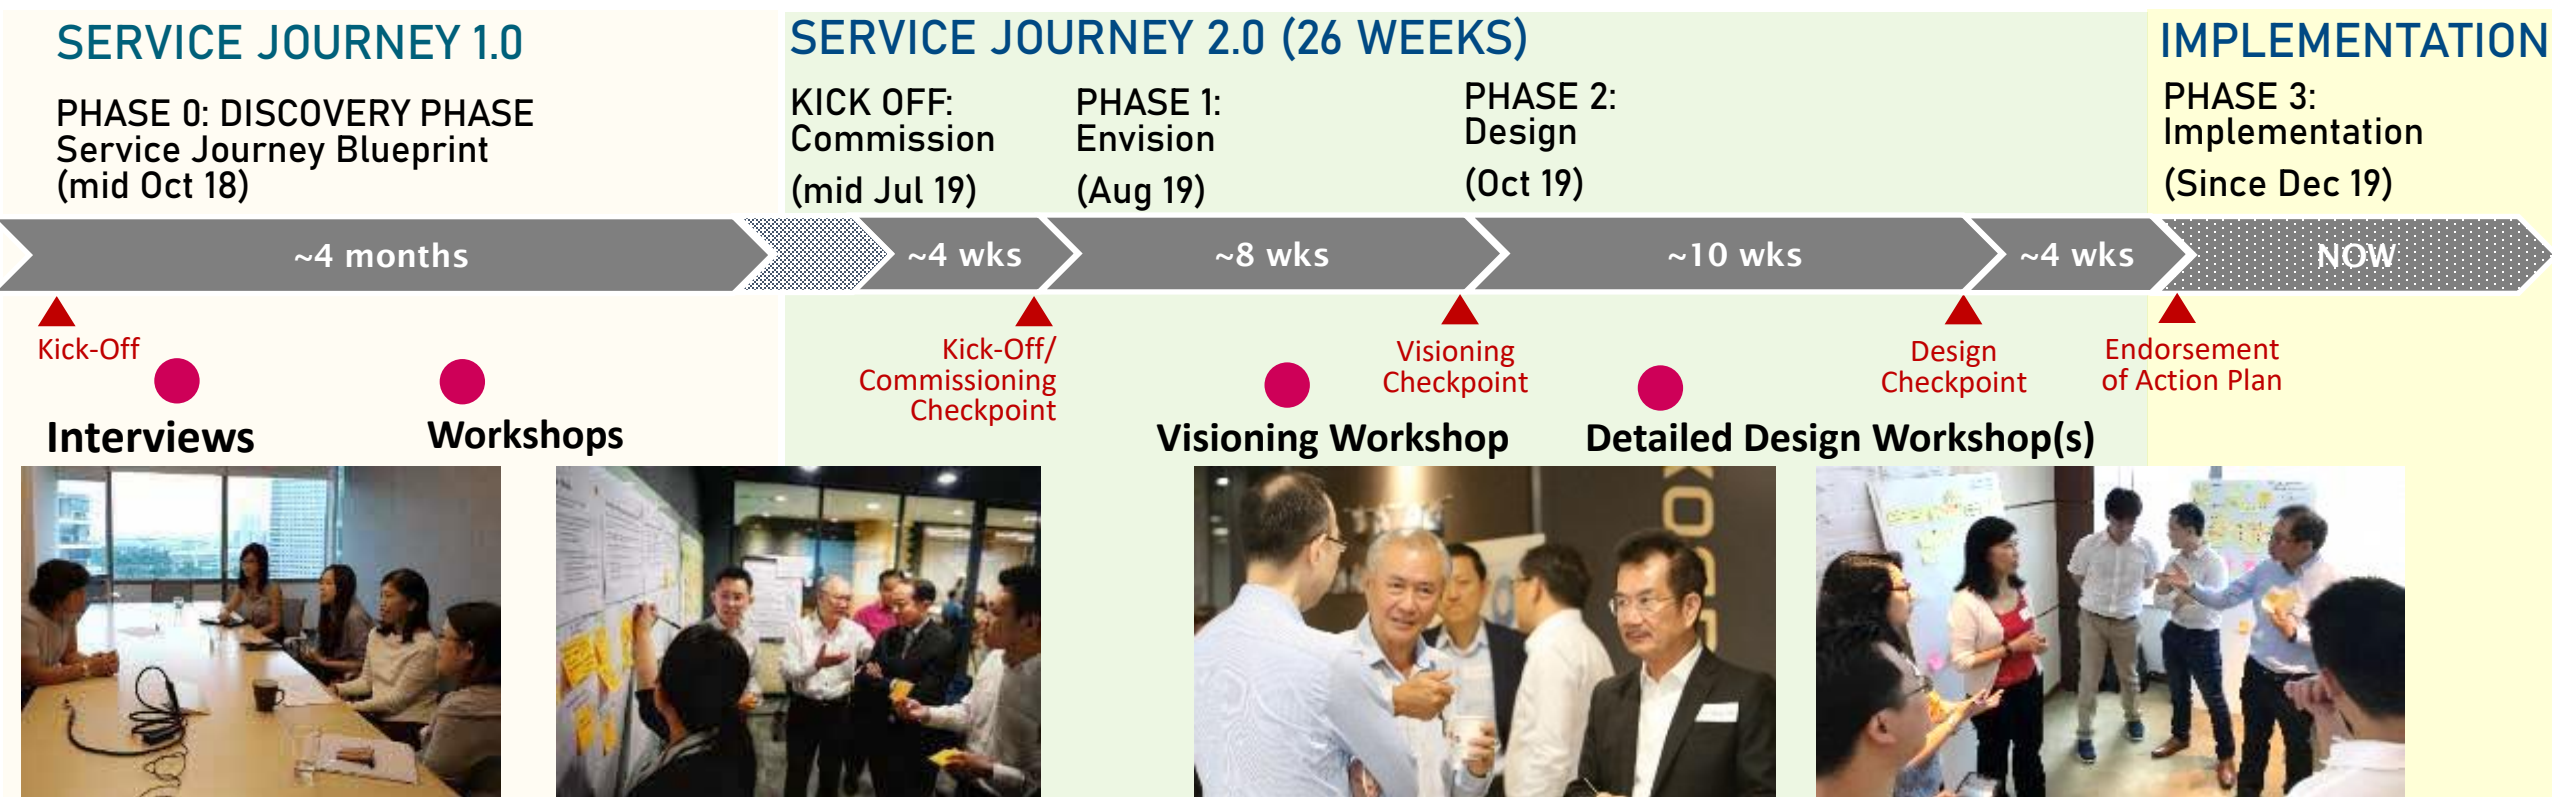 SERVICE JOURNEY 1.0
PHASE 0: DISCOVERY PHASE
Service Journey Blueprint
(mid Oct 18)
SERVICE JOURNEY 2.0 (26 WEEKS)
KICK OFF:
Commission
(mid Jul 19)
PHASE 1:
Envision
(Aug 19)
PHASE 2:
Design
(Oct 19)
IMPLEMENTATION
PHASE 3:
Implementation
(Since Dec 19)
~4 months
~4 wks
~8 wks
~10 wks
~4 wks
NOW
Kick-Off
Kick-Off/
Commissioning
Checkpoint
Visioning
Checkpoint
Design
Checkpoint
Endorsement
of Action Plan
Interviews
Workshops
Visioning Workshop
Detailed Design Workshop(s)